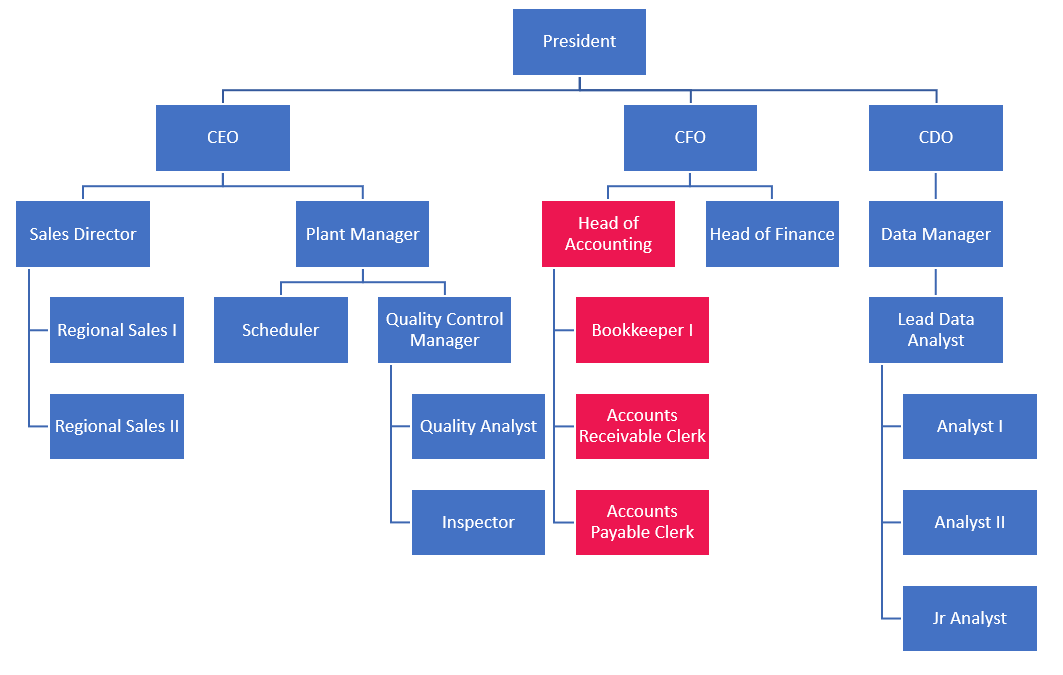 President
CEO
CFO
CDO
Sales Director
Plant Manager
Head of
Accounting
Head of Finance
Data Manager
Regional Sales I
Scheduler
Quality Control
Manager
Bookkeeper I
Lead Data
Analyst
Regional Sales II
Quality Analyst
Accounts
Receivable Clerk
Analyst I
Inspector
Accounts
Payable Clerk
Analyst II
Jr Analyst